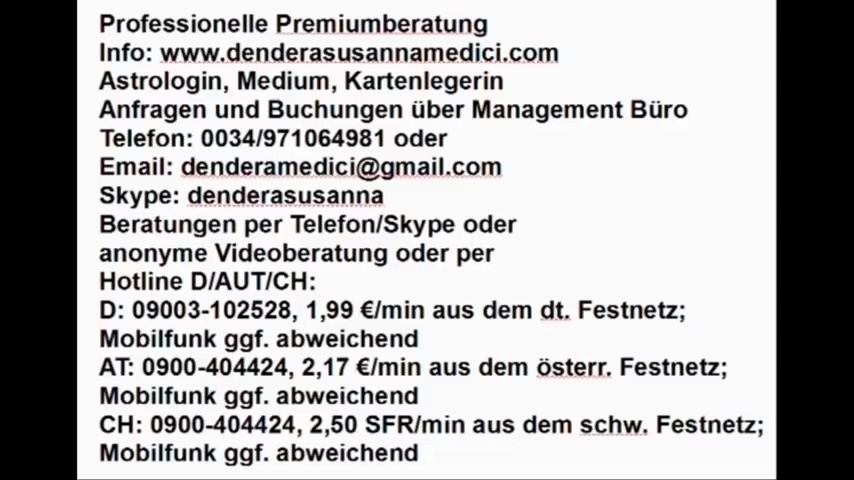 Professionelle Premiumberatung
Info: www.denderasusannamedici.com
Astrologin, Medium, Kartenlegerin
Anfragen und Buchungen über Management Büro
Telefon: 0034/971064981 oder
Email: denderamedici@gmail.com
Skype: denderasusanna
Beratungen per Telefon/Skype oder
anonyme Videoberatung oder per
Hotline D/AUT/CH:
D: 09003-102528, 1,99 €/min aus dem dt. Festnetz;
Mobilfunk ggf. abweichend
AT: 0900-404424, 2,17 €/min aus dem österr. Festnetz;
Mobilfunk ggf. abweichend
CH: 0900-404424, 2,50 SFR/min aus dem schw. Festnetz;
Mobilfunk ggf. abweichend